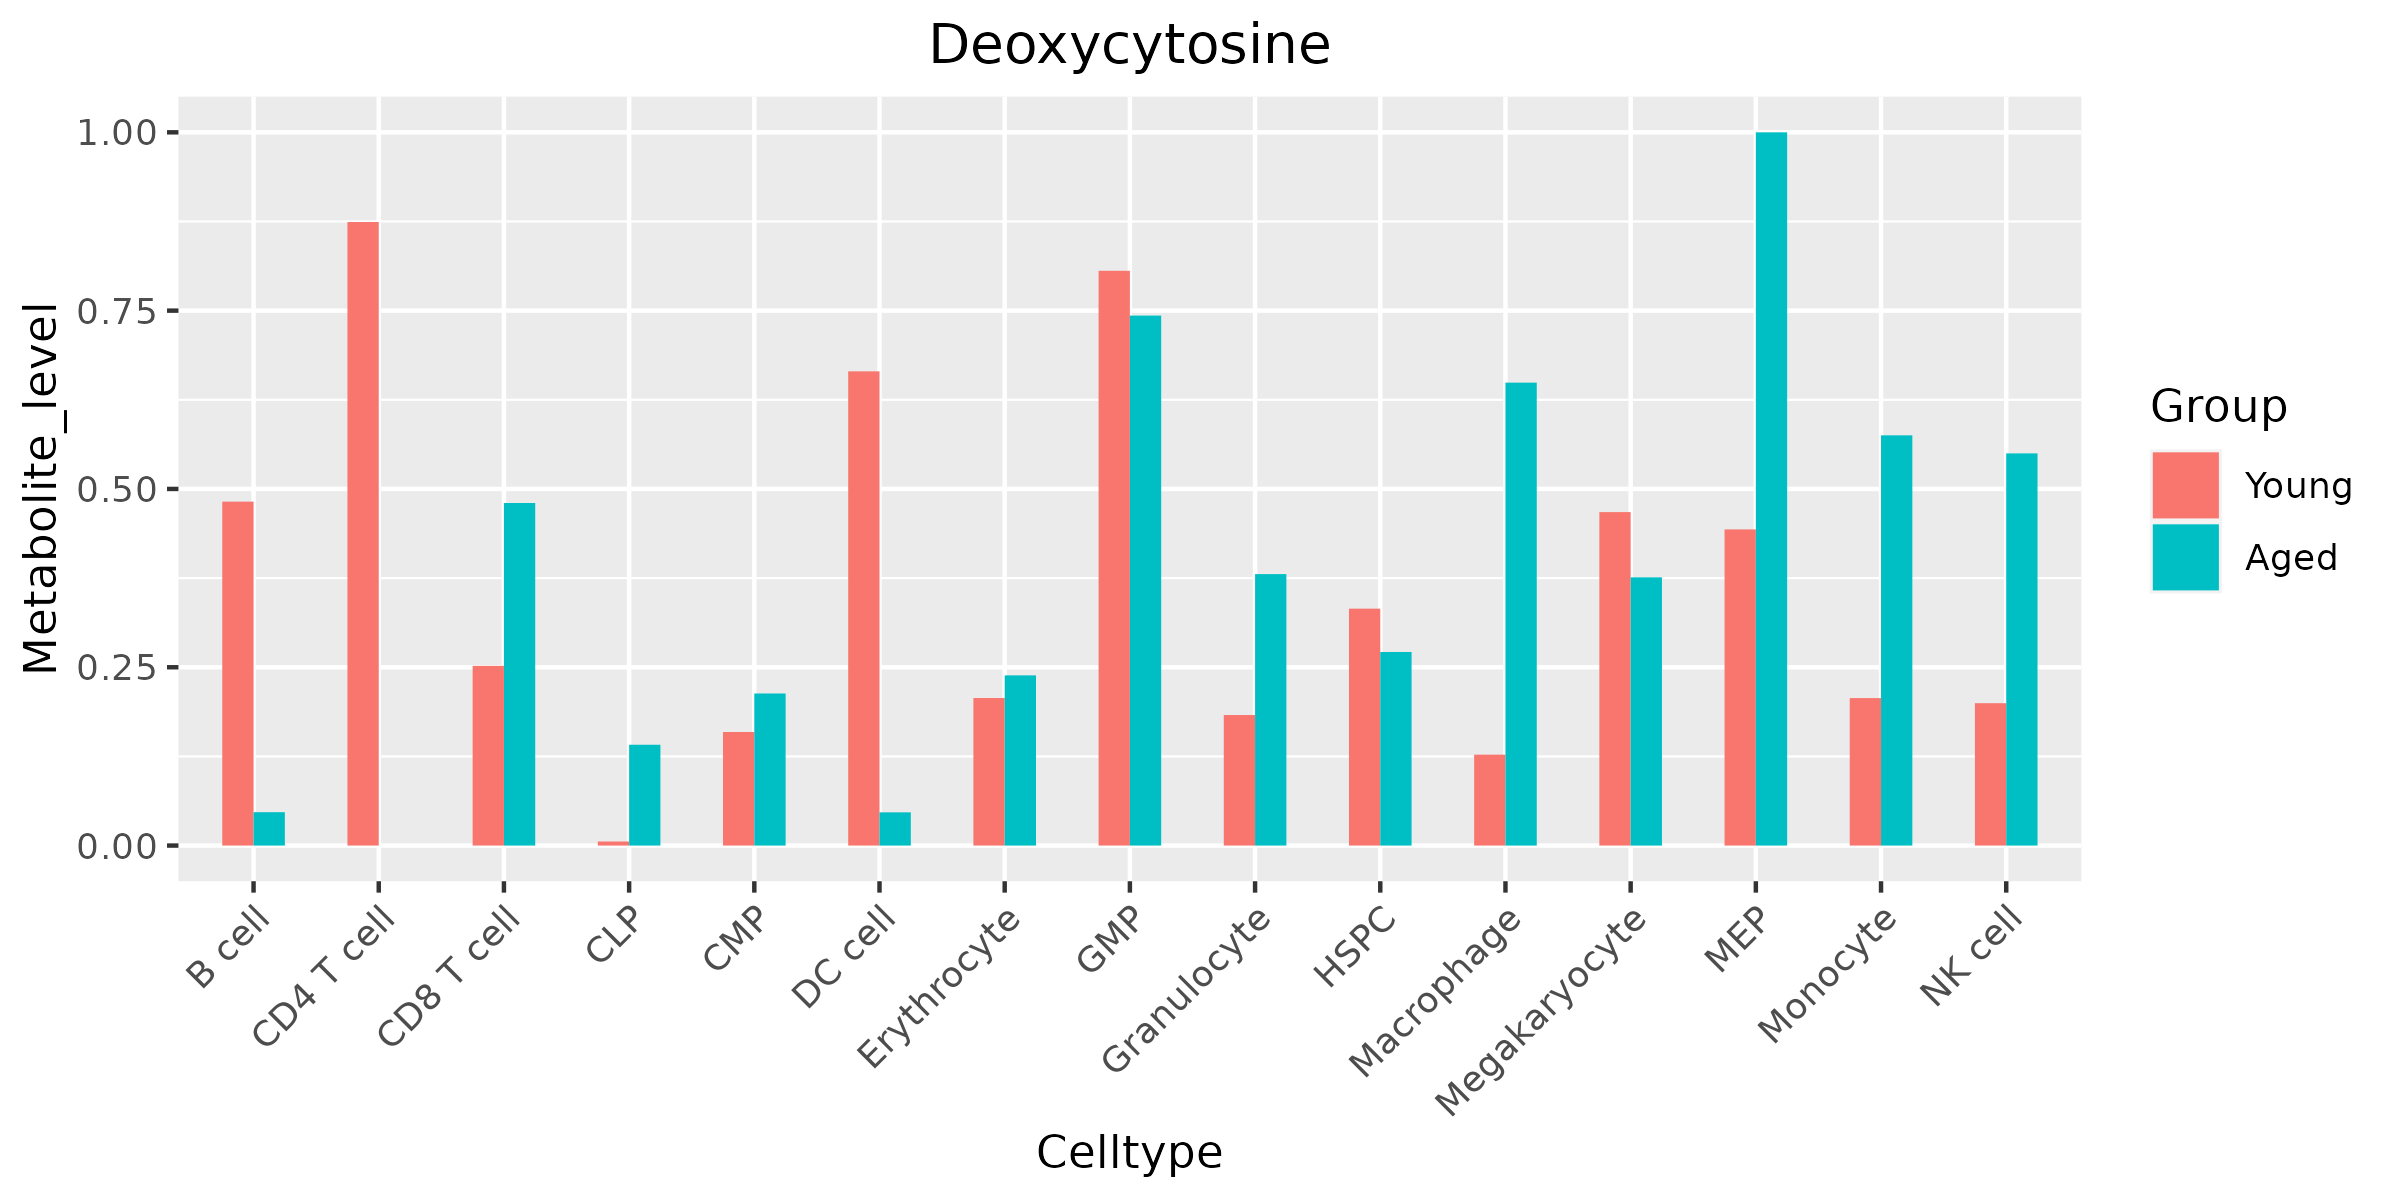 Deoxycytosine
Metabolite_level
1.00
0.75
0.50
0.25
0.00
B cell
CD4 T cell
CD8 T cell
CLP
CMP
DC cell
Erythrocyte
GMP
Granulocyte
HSPC
Macrophage
Megakaryocyte
MEP
Monocyte
NK cell
Celltype
Group
Young
Aged